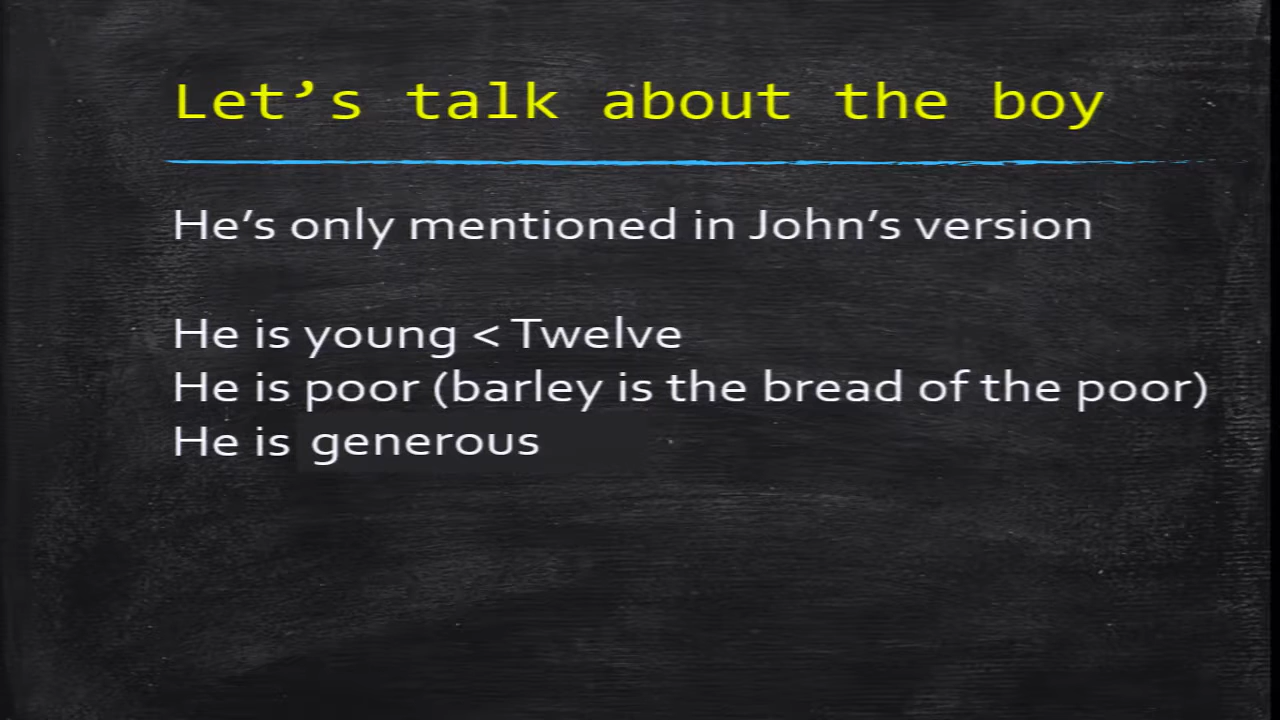 Let’s talk about the boy
He’s only mentioned in John’s version
He is young < Twelve
He is poor (barley is the bread of the poor)
He is generous